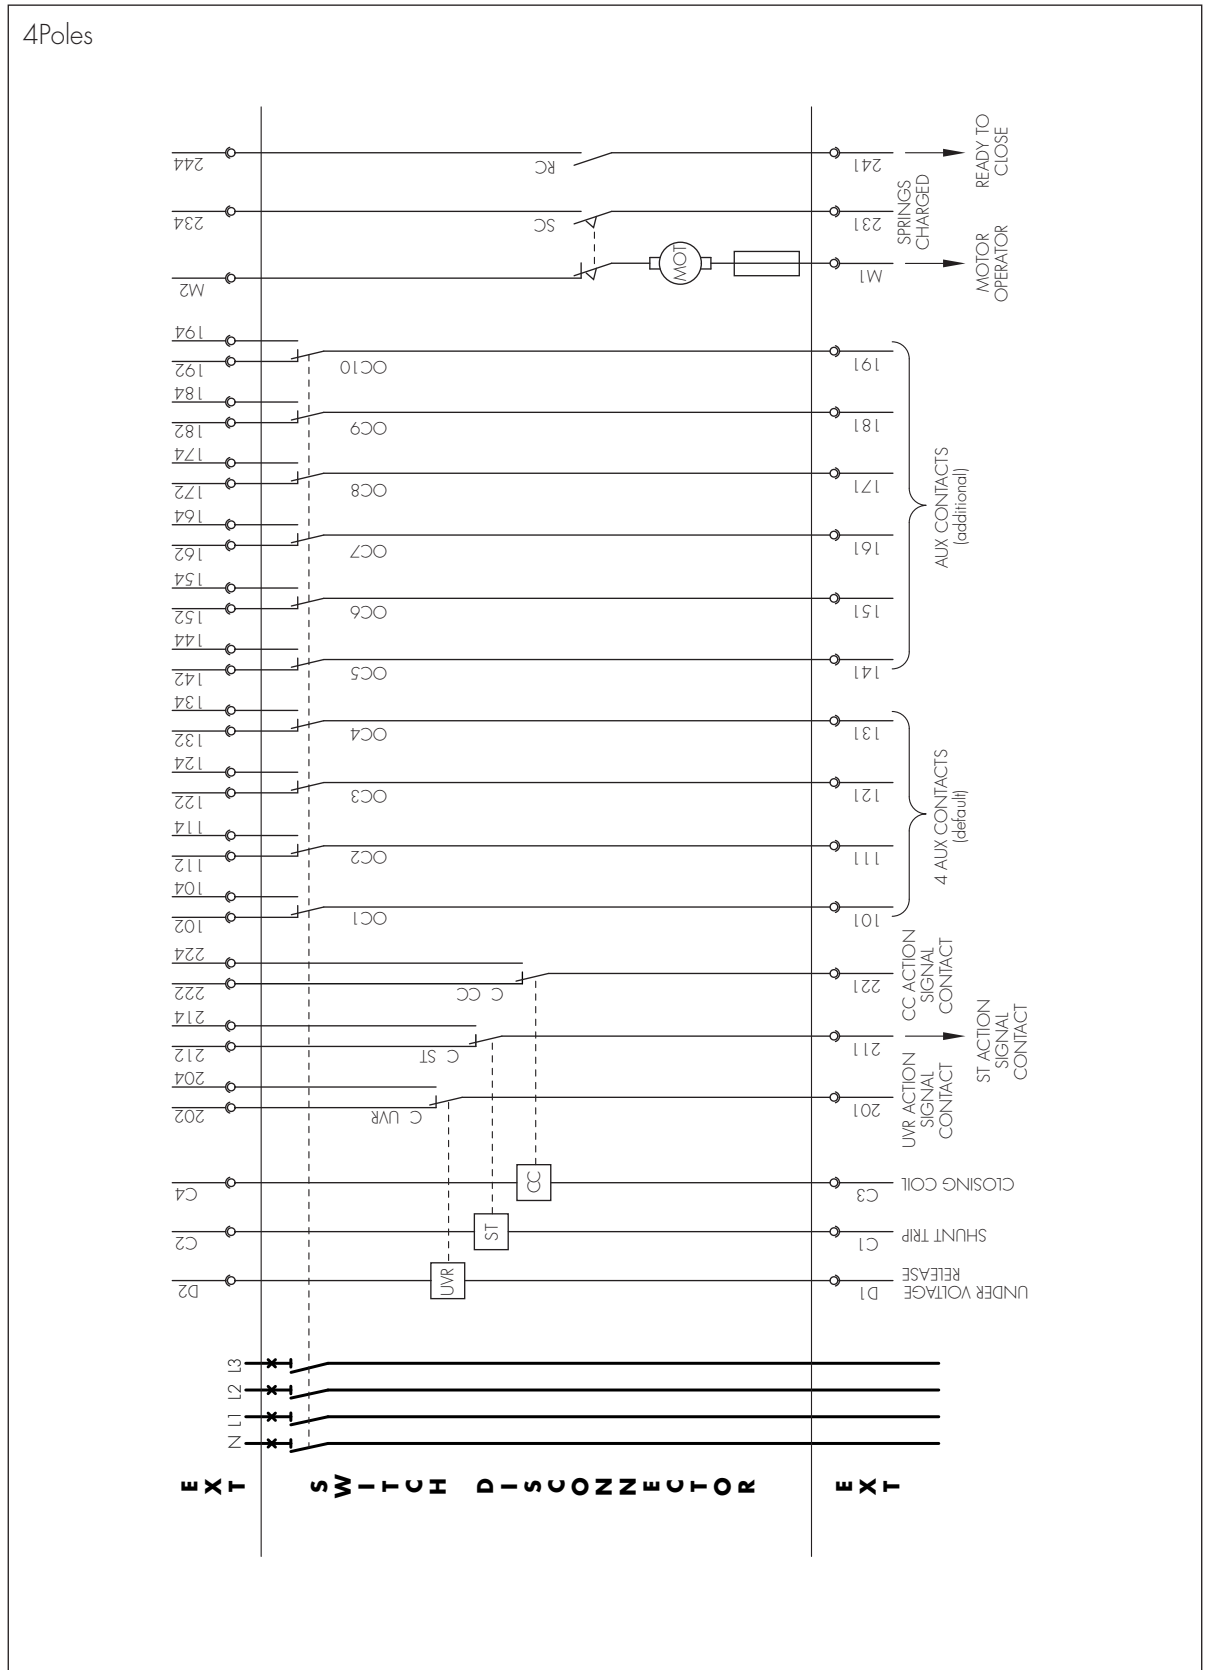 4Poles
244
RC
241
READY TO
CLOSE
234
SC
231
SPRINGS
CHARGED
M2
MOT
M1
MOTOR
OPERATOR
194
192
OC10
191
184
182
OC9
181
174
172
OC8
171
164
162
OC7
161
154
152
OC6
151
144
142
OC5
141
AUX CONTACTS
(additional)
134
132
OC4
131
124
122
OC3
121
114
112
OC2
111
104
102
OC1
101
4 AUX CONTACTS
(default)
224
222
C CC
221
CC ACTION
SIGNAL
CONTACT
214
212
C ST
211
ST ACTION
SIGNAL
CONTACT
204
202
C UVR
201
UVR ACTION
SIGNAL
CONTACT
C4
CC
C3
CLOSING COIL
C2
ST
C1
SHUNT TRIP
D2
UVR
D1
UNDER VOLTAGE
RELEASE
L3
L2
L1
N
EXT
SWITCH DISCONNECTOR
EXT